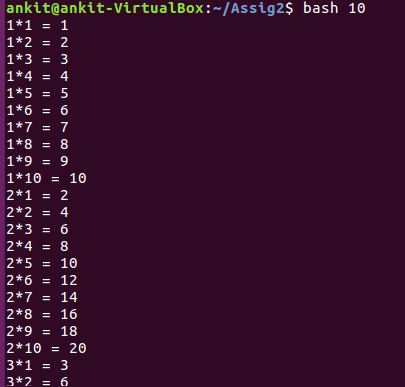 ankit@ankit-VirtualBox:~/Assig2$ bash 10
1*1 = 1
1*2 = 2
1*3 = 3
1*4 = 4
1*5 = 5
1*6 = 6
1*7 = 7
1*8 = 8
1*9 = 9
1*10 = 10
2*1 = 2
2*2 = 4
2*3 = 6
2*4 = 8
2*5 = 10
2*6 = 12
2*7 = 14
2*8 = 16
2*9 = 18
2*10 = 20
3*1 = 3
3*2 = 6